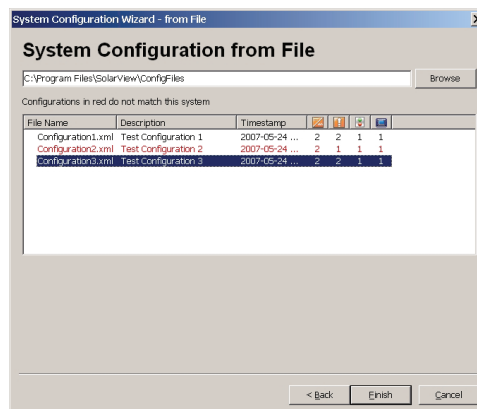 System Configuration Wizard - from File
System Configuration from File
C:\Program Files\SolarView\ConfigFiles
Browse
Configurations in red do not match this system
File Name Description Timestamp
Configuration1.xml Test Configuration 1 2007-05-24 ... 2 2 1 1
Configuration2.xml Test Configuration 2 2007-05-24 ... 2 1 1 1
Configuration3.xml Test Configuration 3 2007-05-24 ... 2 2 1 1
< Back Finish Cancel